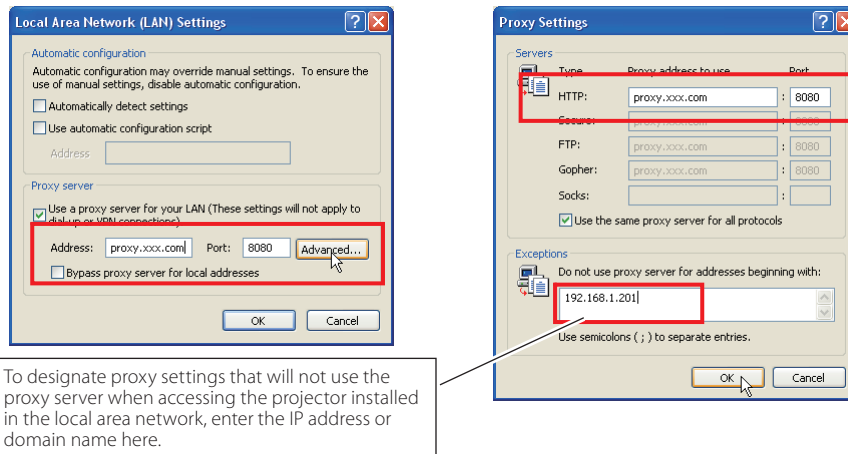 Local Area Network (LAN) Settings
Automatic configuration
Automatic configuration may override manual settings. To ensure the
use of manual settings, disable automatic configuration.
Automatically detect settings
Use automatic configuration script
Address
Proxy server
Use a proxy server for your LAN (These settings will not apply to
dial-up or VPN connections)
Address: proxy.xxx.com Port: 8080 Advanced...
Bypass proxy server for local addresses
OK Cancel
Proxy Settings
Servers
Type Proxy address to use Port
HTTP: proxy.xxx.com : 8080
Secure: proxy.xxx.com : 8080
FTP: proxy.xxx.com : 8080
Gopher: proxy.xxx.com : 8080
Socks: :
Use the same proxy server for all protocols
Exceptions
Do not use proxy server for addresses beginning with:
192.168.1.201
Use semicolons ( ; ) to separate entries.
OK Cancel
To designate proxy settings that will not use the
proxy server when accessing the projector installed
in the local area network, enter the IP address or
domain name here.